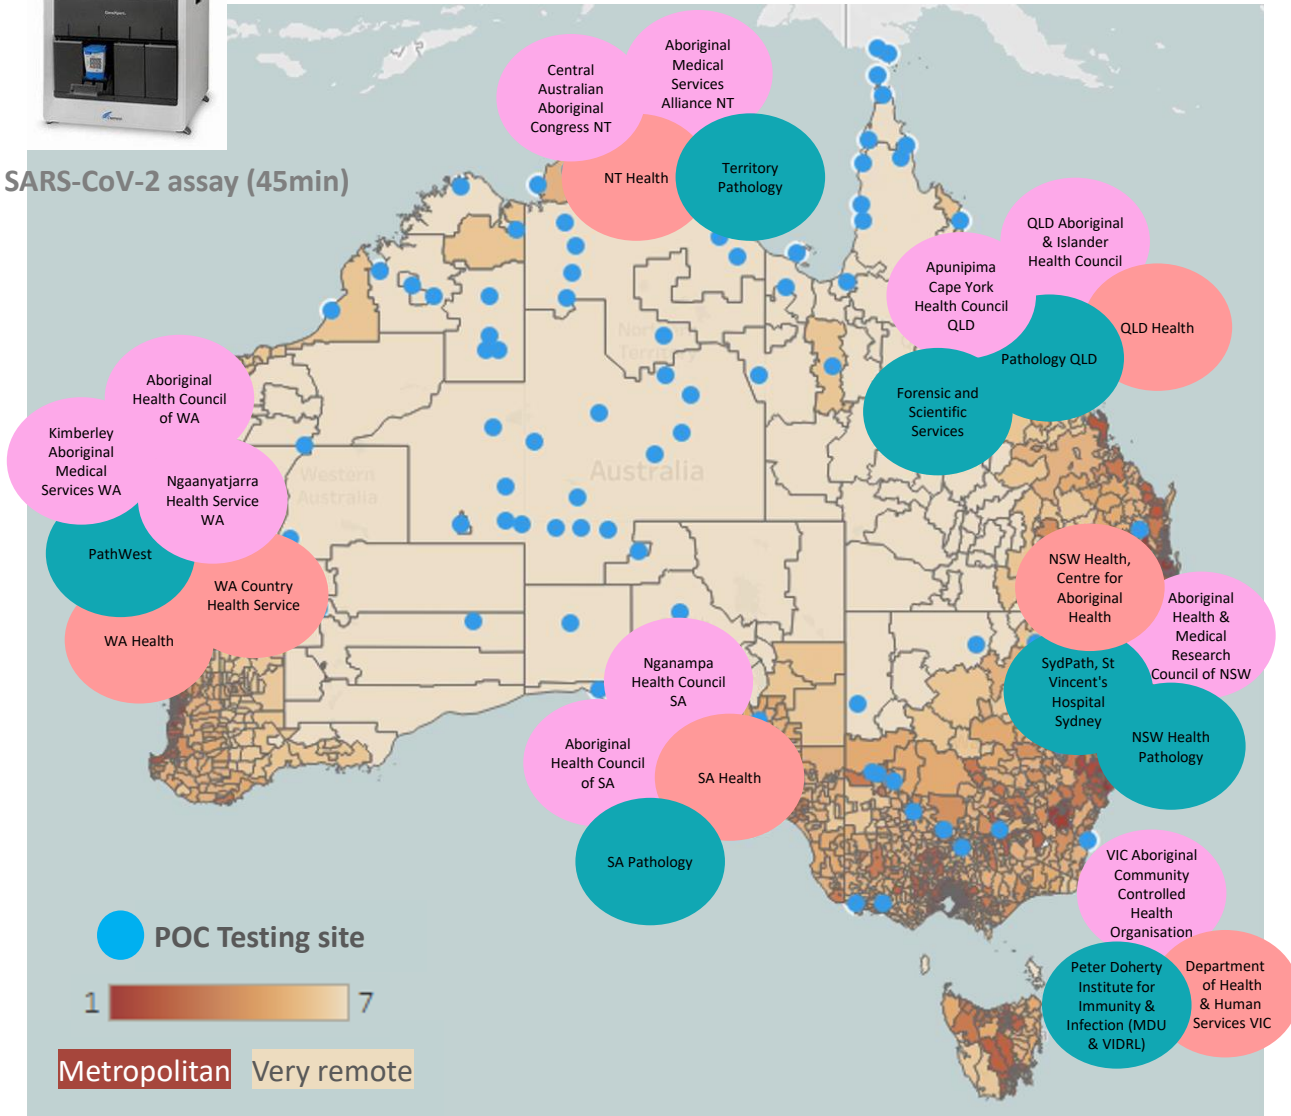 SARS-CoV-2 assay (45min)
Central
Australian
Aboriginal
Congress NT
Aboriginal
Medical
Services
Alliance NT
NT Health
Territory
Pathology
QLD Aboriginal
& Islander
Health Council
Apunipima
Cape York
Health Council
QLD
QLD Health
Pathology QLD
Forensic and
Scientific
Services
Aboriginal
Health Council
of WA
Kimberley
Aboriginal
Medical
Services WA
Ngaanyatjarra
Health Service
WA
PathWest
WA Country
Health Service
WA Health
Northern
Territory
Western
Australia
Australia
NSW Health,
Centre for
Aboriginal
Health
Aboriginal
Health &
Medical
Research
Council of NSW
SydPath, St
Vincent's
Hospital
Sydney
NSW Health
Pathology
Nganampa
Health Council
SA
Aboriginal
Health Council
of SA
SA Health
SA Pathology
VIC Aboriginal
Community
Controlled
Health
Organisation
Peter Doherty
Institute for
Immunity &
Infection (MDU
& VIDRL)
Department
of Health
& Human
Services VIC
POC Testing site
1 7
Metropolitan Very remote